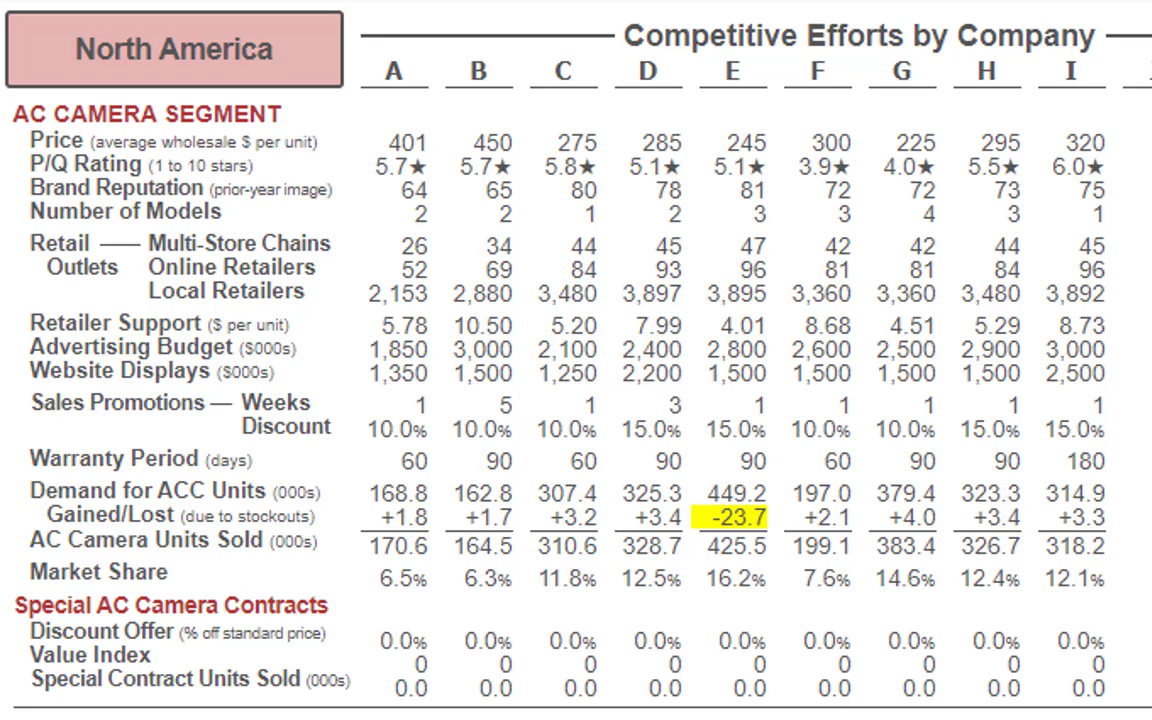 North America
Competitive Efforts by Company
A B C D E F G H I
AC CAMERA SEGMENT
Price (average wholesale $ per unit) 401 450 275 285 245 300 225 295 320
P/Q Rating (1 to 10 stars) 5.7★ 5.7★ 5.8★ 5.1★ 5.1★ 3.9★ 4.0★ 5.5★ 6.0★
Brand Reputation (prior-year image) 64 65 80 78 81 72 72 73 75
Number of Models 2 2 1 2 3 3 4 3 1
Retail — Multi-Store Chains 26 34 44 45 47 42 42 44 45
Outlets Online Retailers 52 69 84 93 96 81 81 84 96
Local Retailers 2,153 2,880 3,480 3,897 3,895 3,360 3,360 3,480 3,892
Retailer Support ($ per unit) 5.78 10.50 5.20 7.99 4.01 8.68 4.51 5.29 8.73
Advertising Budget ($000s) 1,850 3,000 2,100 2,400 2,800 2,600 2,500 2,900 3,000
Website Displays ($000s) 1,350 1,500 1,250 2,200 1,500 1,500 1,500 1,500 2,500
Sales Promotions — Weeks 1 5 1 3 1 1 1 1 1
Discount 10.0% 10.0% 10.0% 15.0% 15.0% 10.0% 10.0% 15.0% 15.0%
Warranty Period (days) 60 90 60 90 90 60 90 90 180
Demand for ACC Units (000s) 168.8 162.8 307.4 325.3 449.2 197.0 379.4 323.3 314.9
Gained/Lost (due to stockouts) +1.8 +1.7 +3.2 +3.4 -23.7 +2.1 +4.0 +3.4 +3.3
AC Camera Units Sold (000s) 170.6 164.5 310.6 328.7 425.5 199.1 383.4 326.7 318.2
Market Share 6.5% 6.3% 11.8% 12.5% 16.2% 7.6% 14.6% 12.4% 12.1%
Special AC Camera Contracts
Discount Offer (% off standard price) 0.0% 0.0% 0.0% 0.0% 0.0% 0.0% 0.0% 0.0% 0.0%
Value Index 0 0 0 0 0 0 0 0 0
Special Contract Units Sold (000s) 0.0 0.0 0.0 0.0 0.0 0.0 0.0 0.0 0.0